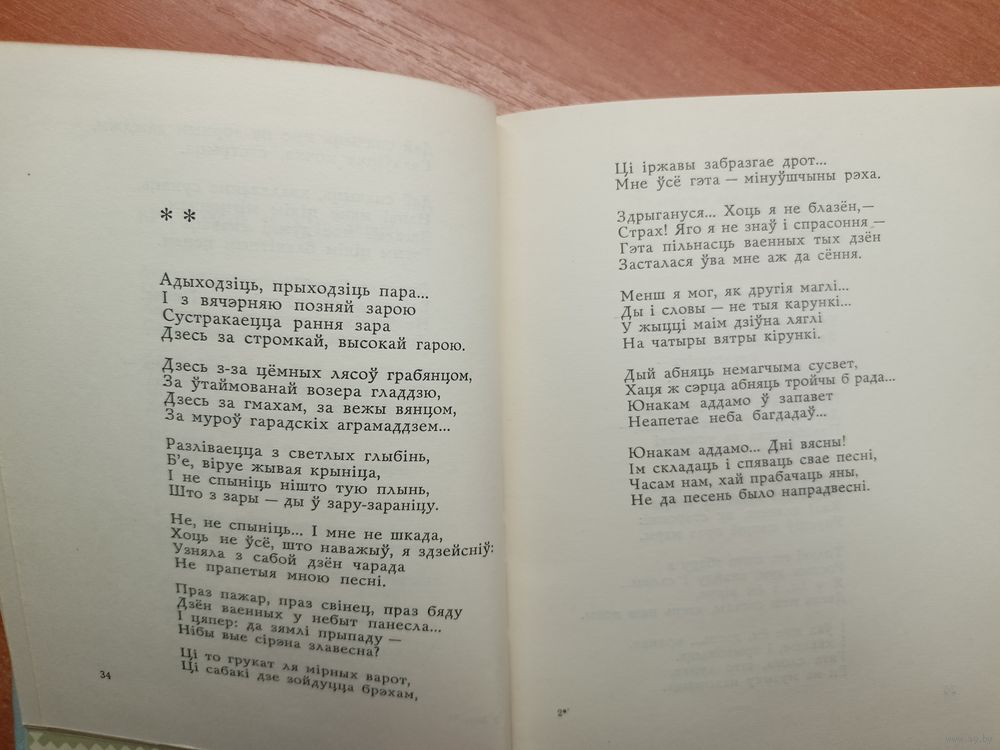 * *
Адыходзіць, прыходзіць пара...
І з вячэрняю позняй зарою
Сустракаецца рання зара
Дзесь за стромкай, высокай гарою.
Дзесь з-за цёмных лясоў грабянцом,
За ўтаймованай возера гладдзю,
Дзесь за гмахам, за вежы вянцом,
За муроў гарадскіх аграмаддзем...
Разліваецца з светлых глыбінь,
Б'е, віруе жывая крыніца,
І не спыніць нішто тую плынь,
Што з зары — ды ў зару-зараніцу.
Не, не спыніць... І мне не шкада,
Хоць не ўсё, што наважыў, я здзейсніў:
Узняла з сабой дзён чарада
Не прапетыя мною песні.
Праз пажар, праз свінец, праз бяду
Дзён ваенных у небыт панесла...
І цяпер: да зямлі прыпаду —
Нібы вые сірэна злавесна?
Ці то грукат ля мірных варот,
Ці сабакі дзе зойдуцца брэхам,
34
Ці іржавы забразгае дрот...
Мне ўсё гэта — мінуўшчыны рэха.
Здрыгануся... Хоць я не блазён,—
Страх! Яго я не знаў і спрасоння,—
Гэта пільнасць ваенных тых дзён
Засталася ўва мне аж да сёння.
Менш я мог, як другія маглі...
Ды і словы — не тыя карункі...
У жыцці маім дзіўна ляглі
На чатыры вятры кірункі.
Дый абняць немагчыма сусвет,
Хаця ж сэрца абняць тройчы б рада...
Юнакам аддамо ў запавет
Неапетае неба багдадаў...
Юнакам аддамо... Дні вясны!
Ім складаць і спяваць свае песні,
Часам нам, хай прабачаць яны,
Не да песень было напрадвесні.
2*